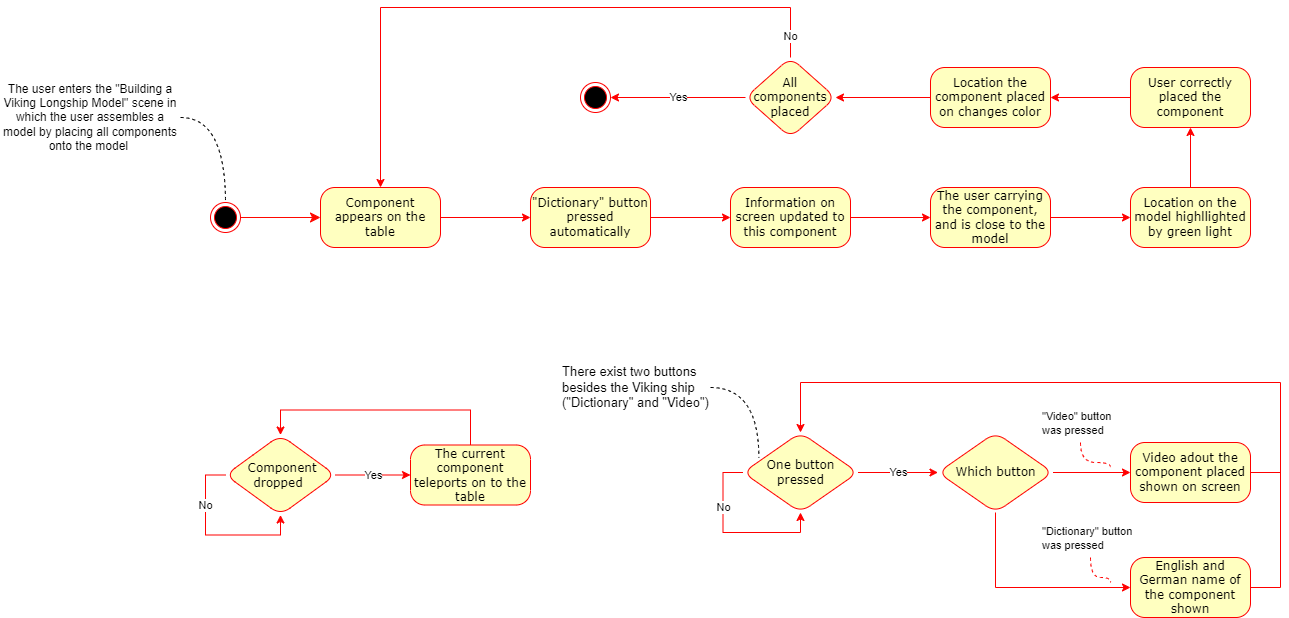 No
The user enters the "Building a
Viking Longship Model" scene in
which the user assembles a
model by placing all components
onto the model
Yes
All
components
placed
Location the
component placed
on changes color
User correctly
placed the
component
Component
appears on the
table
"Dictionary" button
pressed
automatically
Information on
screen updated to
this component
The user carrying
the component,
and is close to the
model
Location on the
model highllighted
by green light
There exist two buttons
besides the Viking ship
("Dictionary" and "Video")
Component
dropped
Yes
No
The current
component
teleports on to the
table
One button
pressed
Yes
No
Which button
"Video" button
was pressed
Video adout the
component placed
shown on screen
"Dictionary" button
was pressed
English and
German name of
the component
shown